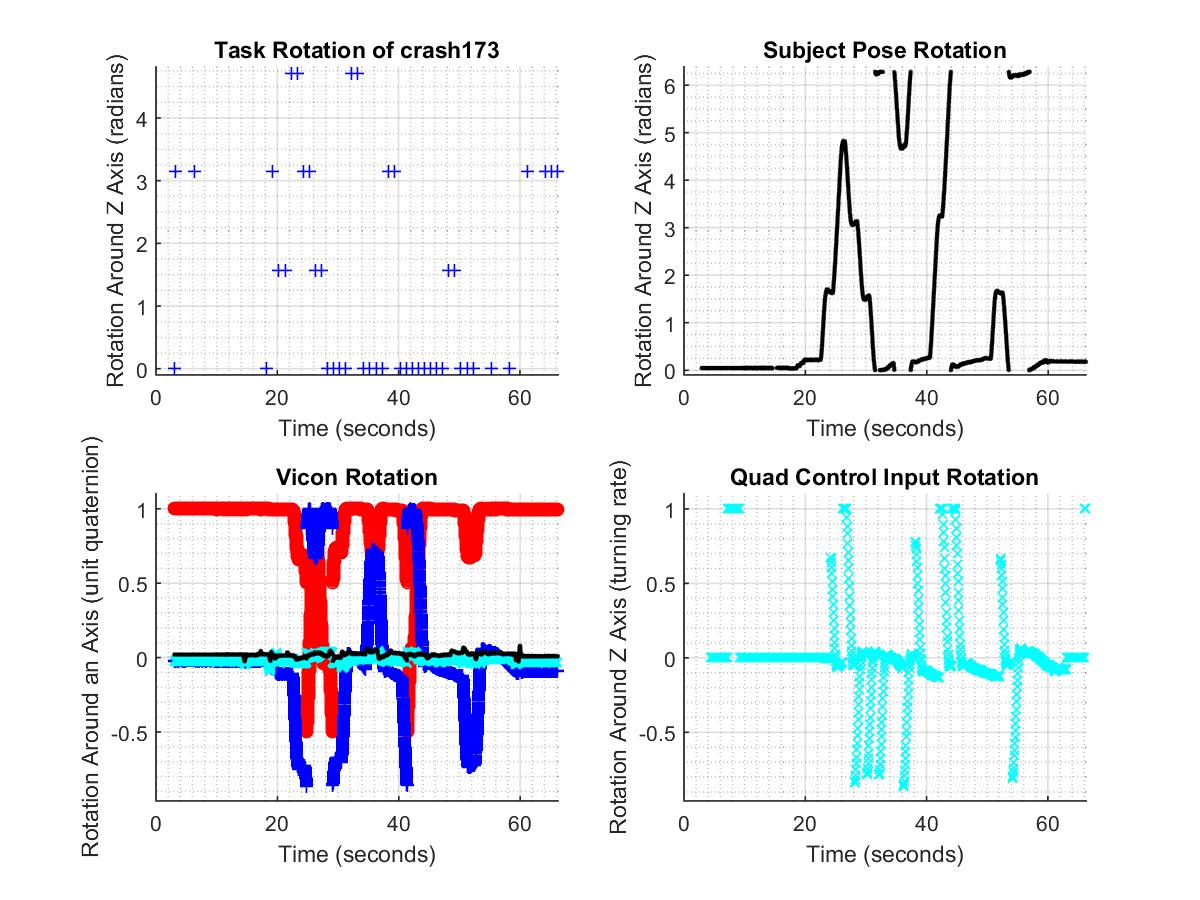 Task Rotation of crash173
Rotation Around Z Axis (radians)
4
3
2
1
0
0 20 40 60
Time (seconds)
Subject Pose Rotation
Rotation Around Z Axis (radians)
6
5
4
3
2
1
0
0 20 40 60
Time (seconds)
Vicon Rotation
Rotation Around an Axis (unit quaternion)
1
0.5
0
-0.5
0 20 40 60
Time (seconds)
Quad Control Input Rotation
Rotation Around Z Axis (turning rate)
1
0.5
0
-0.5
0 20 40 60
Time (seconds)